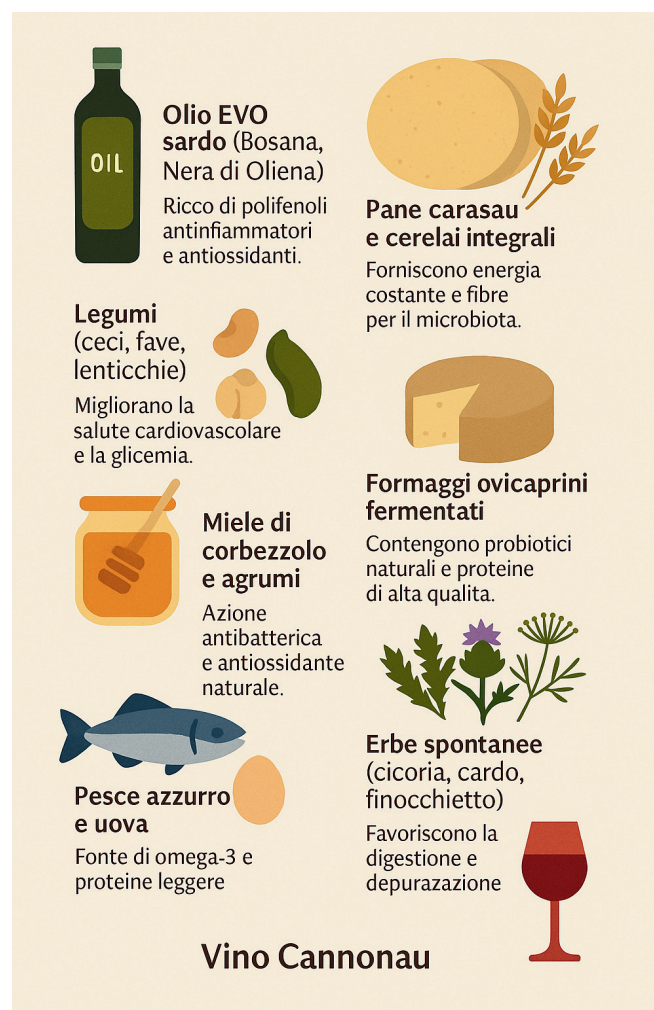 OIL
Olio EVO
sardo (Bosana,
Nera di Oliena)
Ricco di polifenoli
antinfiammatori
e antiossidanti.
Pane carasau
e cerelai integrali
Forniscono energia
costante e fibre
per il microbiota.
Legumi
(ceci, fave,
lenticchie)
Migliorano la
salute cardiovascolare
e la glicemia.
Formaggi ovicaprini
fermentati
Contengono probiotici
naturali e proteine
di alta qualita.
Miele di
corbezzolo
e agrumi
Azione
antibatterica
e antiossidante
naturale.
Erbe spontanee
(cicoria, cardo,
finocchietto)
Favoriscono la
digestione e
depurazazione
Pesce azzurro
e uova
Fonte di omega-3 e
proteine leggere
Vino Cannonau